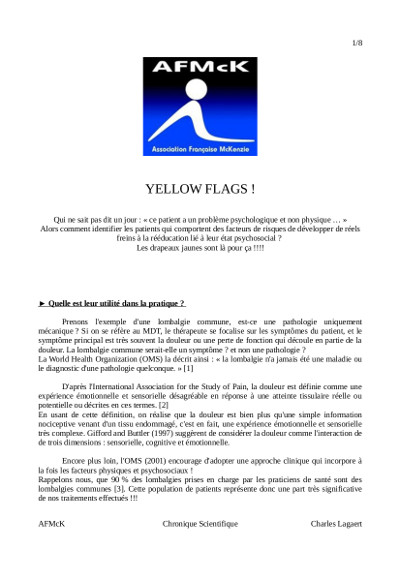 1/8
AFMcK
Association Française McKenzie
YELLOW FLAGS !
Qui ne sait pas dit un jour : « ce patient a un problème psychologique et non physique … »
Alors comment identifier les patients qui comportent des facteurs de risques de développer de réels
freins à la rééducation lié à leur état psychosocial ?
Les drapeaux jaunes sont là pour ça !!!!
► Quelle est leur utilité dans la pratique ?
Prenons l'exemple d'une lombalgie commune, est-ce une pathologie uniquement
mécanique ? Si on se réfère au MDT, le thérapeute se focalise sur les symptômes du patient, et le
symptôme principal est très souvent la douleur ou une perte de fonction qui découle en partie de la
douleur. La lombalgie commune serait-elle un symptôme ? et non une pathologie ?
La World Health Organization (OMS) la décrit ainsi : « la lombalgie n'a jamais été une maladie ou
le diagnostic d'une pathologie quelconque. » [1]
D'après l'International Association for the Study of Pain, la douleur est définie comme une
expérience émotionnelle et sensorielle désagréable en réponse à une atteinte tissulaire réelle ou
potentielle ou décrites en ces termes. [2]
En usant de cette définition, on réalise que la douleur est bien plus qu'une simple information
nociceptive venant d'un tissu endommagé, c'est en fait, une expérience émotionnelle et sensorielle
très complexe. Gifford and Butler (1997) suggèrent de considérer la douleur comme l'interaction de
de trois dimensions : sensorielle, cognitive et émotionnelle.
Encore plus loin, l'OMS (2001) encourage d'adopter une approche clinique qui incorpore à
la fois les facteurs physiques et psychosociaux !
Rappelons nous, que 90 % des lombalgies prises en charge par les praticiens de santé sont des
lombalgies communes [3], Cette population de patients représente donc une part très significative
de nos traitements effectués !!!
AFMcK Chronique Scientifique Charles Lagaert